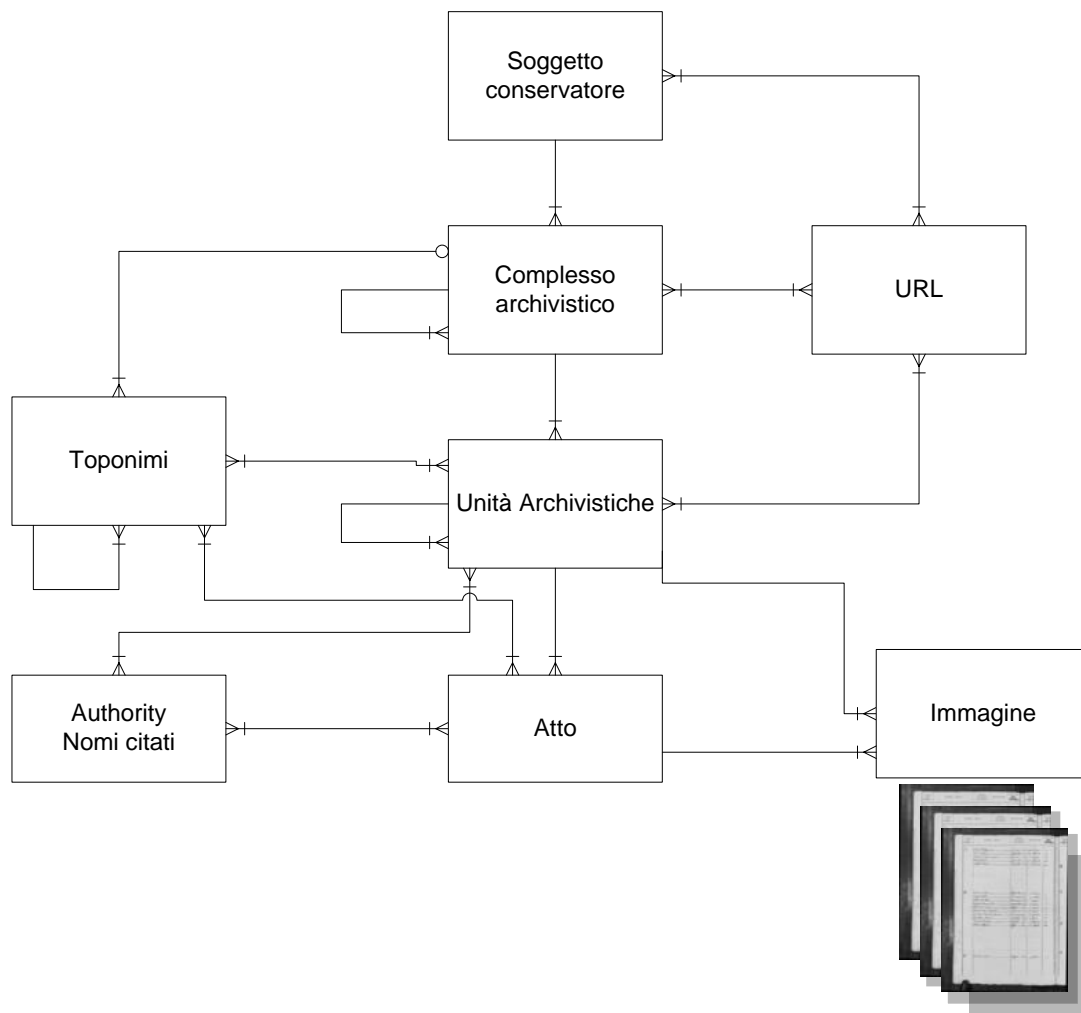 Soggetto
conservatore
Complesso
archivistico
URL
Toponimi
Unità Archivistiche
Authority
Nomi citati
Atto
Immagine